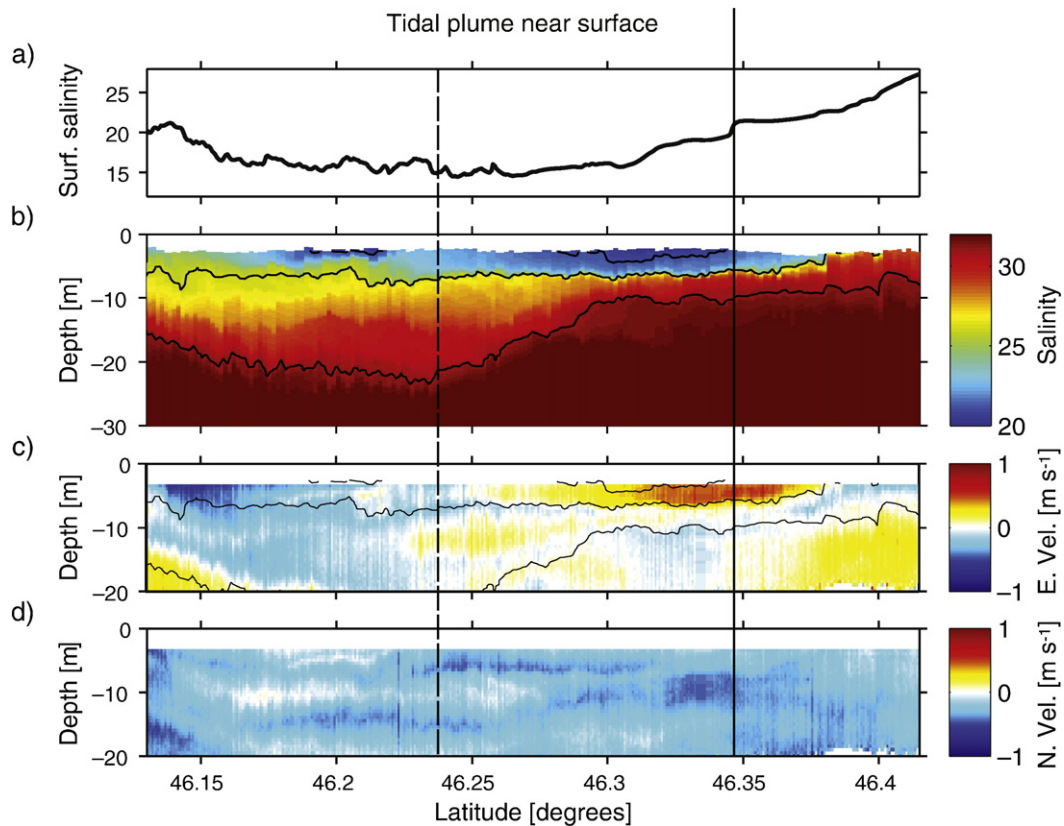 Tidal plume near surface
a)
Surf. salinity
25
20
15
b)
Depth [m]
0
−10
−20
−30
30
25
20
Salinity
c)
Depth [m]
0
−10
−20
1
0
−1
E. Vel. [m s⁻¹]
d)
Depth [m]
0
−10
−20
1
0
−1
N. Vel. [m s⁻¹]
46.15 46.2 46.25 46.3 46.35 46.4
Latitude [degrees]